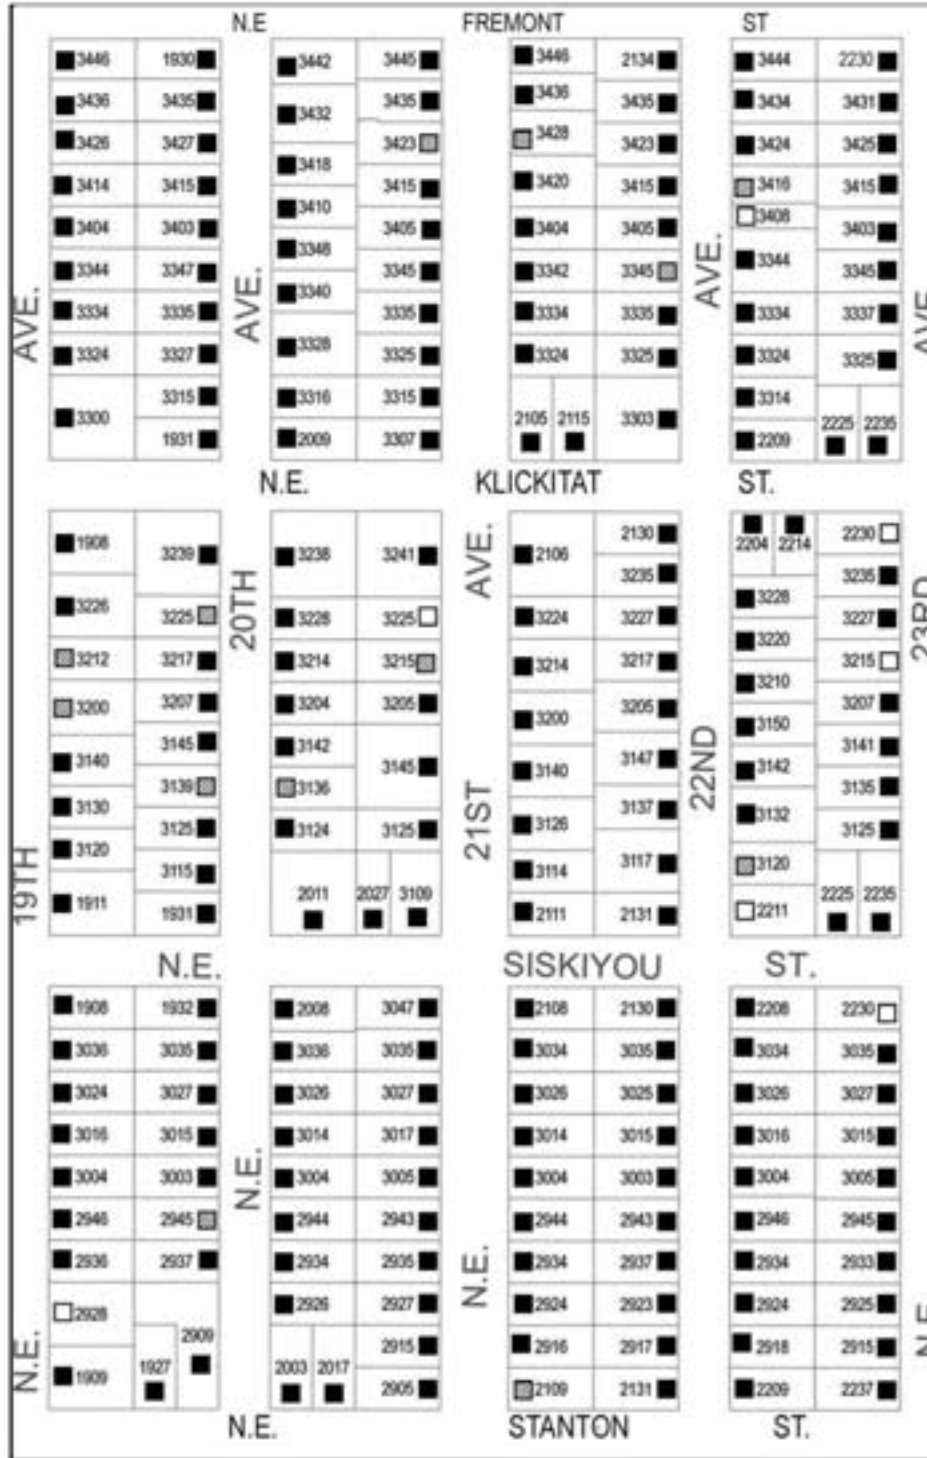 N.E FREMONT ST
3446 1930 3442 3445 3446 2134 3444 2230
3436 3435 3432 3435 3436 3435 3434 3431
3426 3427 3418 3423 3428 3423 3424 3425
3414 3415 3410 3415 3420 3415 3416 3415
3404 3403 3348 3405 3404 3405 3408 3403
3344 3347 3340 3345 3342 3345 3344 3345
3334 3335 3328 3335 3334 3335 3334 3337
3324 3327 3316 3325 3324 3325 3324 3325
3300 3315 2009 3315 2105 2115 3303 3314 2225 2235
1931 3307 2209
AVE. AVE. AVE. AVE.
N.E. KLICKITAT ST.
1908 3239 3238 3241 2106 2130 2204 2214 2230
3226 3225 3228 3225 3224 3235 3228 3235
3212 3217 3214 3215 3214 3227 3220 3227
3200 3207 3204 3205 3200 3217 3210 3215
3140 3145 3142 3145 3140 3205 3150 3207
3130 3139 3136 3125 3126 3147 3142 3141
3120 3125 3124 3114 3137 3132 3135
1911 3115 2011 2027 3109 2111 3117 3120 3125
1931 2131 2211 2225 2235
19TH 20TH 21ST AVE. 22ND 23RD
N.E. SISKIYOU ST.
1908 1932 2008 3047 2108 2130 2208 2230
3036 3035 3036 3035 3034 3035 3034 3035
3024 3027 3026 3027 3026 3025 3026 3027
3016 3015 3014 3017 3014 3015 3016 3015
3004 3003 3004 3005 3004 3003 3004 3005
2946 2945 2944 2943 2944 2943 2946 2945
2936 2937 2934 2935 2934 2937 2934 2933
2928 2926 2927 2924 2923 2924 2925
1909 1927 2909 2003 2017 2915 2916 2917 2918 2915
2905 2109 2131 2209 2237
N.E. N.E. N.E. N.E.
N.E. STANTON ST.